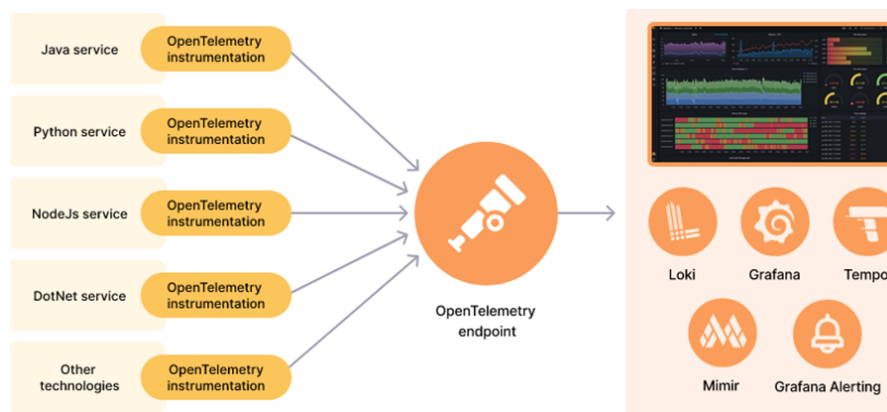 Java service
OpenTelemetry
instrumentation
Python service
OpenTelemetry
instrumentation
NodeJs service
OpenTelemetry
instrumentation
DotNet service
OpenTelemetry
instrumentation
Other
technologies
OpenTelemetry
instrumentation
OpenTelemetry
endpoint
Loki
Grafana
Tempo
Mimir
Grafana Alerting